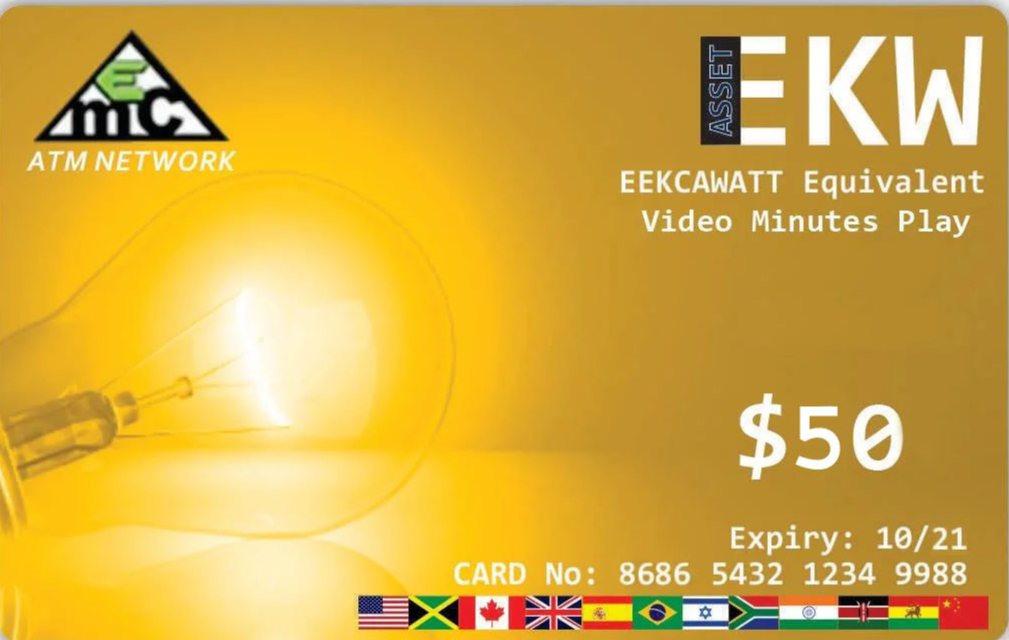 E
mc
ATM NETWORK
ASSET
EKW
EEKCAWATT Equivalent
Video Minutes Play
$50
Expiry: 10/21
CARD No: 8686 5432 1234 9988